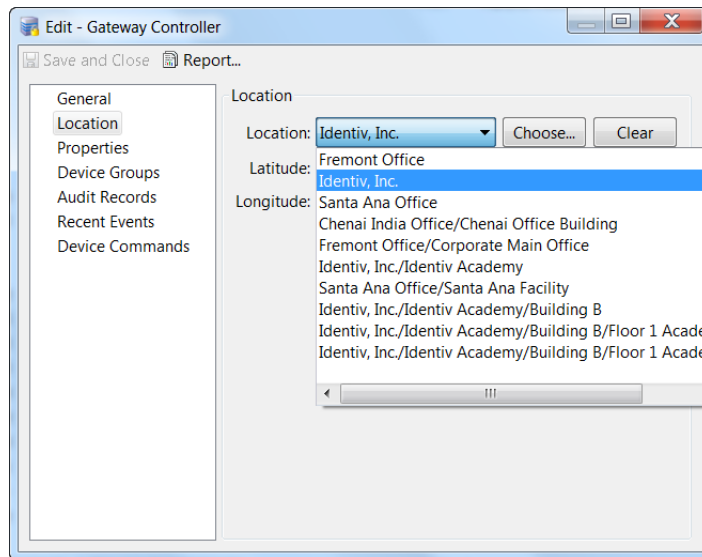 Edit - Gateway Controller
Save and Close Report...
General
Location
Properties
Device Groups
Audit Records
Recent Events
Device Commands
Location
Location: Identiv, Inc. Choose... Clear
Latitude:
Longitude:
Fremont Office
Identiv, Inc.
Santa Ana Office
Chenai India Office/Chenai Office Building
Fremont Office/Corporate Main Office
Identiv, Inc./Identiv Academy
Santa Ana Office/Santa Ana Facility
Identiv, Inc./Identiv Academy/Building B
Identiv, Inc./Identiv Academy/Building B/Floor 1 Acade
Identiv, Inc./Identiv Academy/Building B/Floor 1 Acade